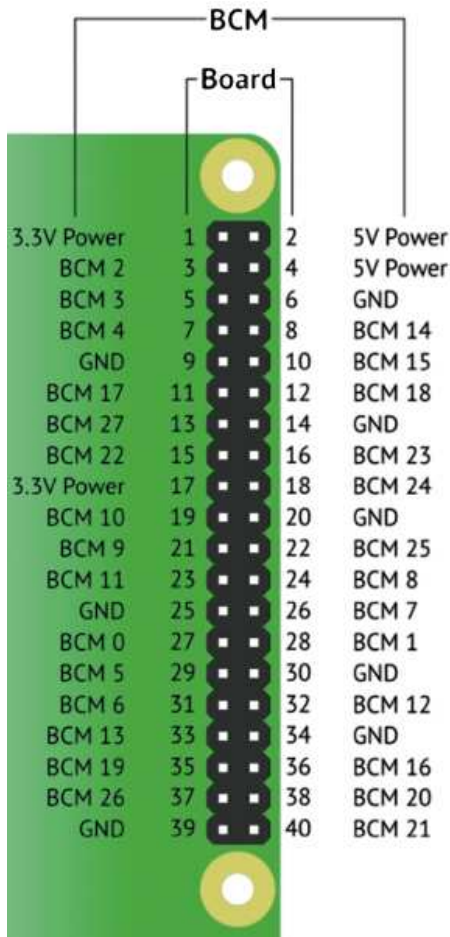 BCM
Board
3.3V Power 1 2 5V Power
BCM 2 3 4 5V Power
BCM 3 5 6 GND
BCM 4 7 8 BCM 14
GND 9 10 BCM 15
BCM 17 11 12 BCM 18
BCM 27 13 14 GND
BCM 22 15 16 BCM 23
3.3V Power 17 18 BCM 24
BCM 10 19 20 GND
BCM 9 21 22 BCM 25
BCM 11 23 24 BCM 8
GND 25 26 BCM 7
BCM 0 27 28 BCM 1
BCM 5 29 30 GND
BCM 6 31 32 BCM 12
BCM 13 33 34 GND
BCM 19 35 36 BCM 16
BCM 26 37 38 BCM 20
GND 39 40 BCM 21